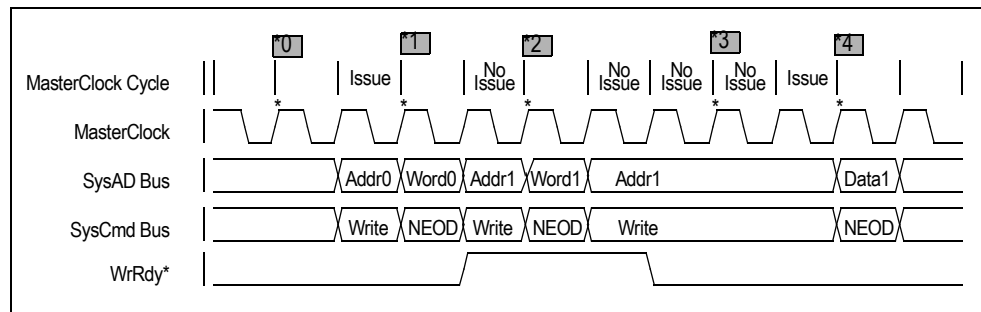 *0 *1 *2 *3 *4
MasterClock Cycle Issue No Issue No Issue No Issue No Issue Issue
* * * * *
MasterClock
SysAD Bus Addr0 Word0 Addr1 Word1 Addr1 Data1
SysCmd Bus Write NEOD Write NEOD Write NEOD
WrRdy*